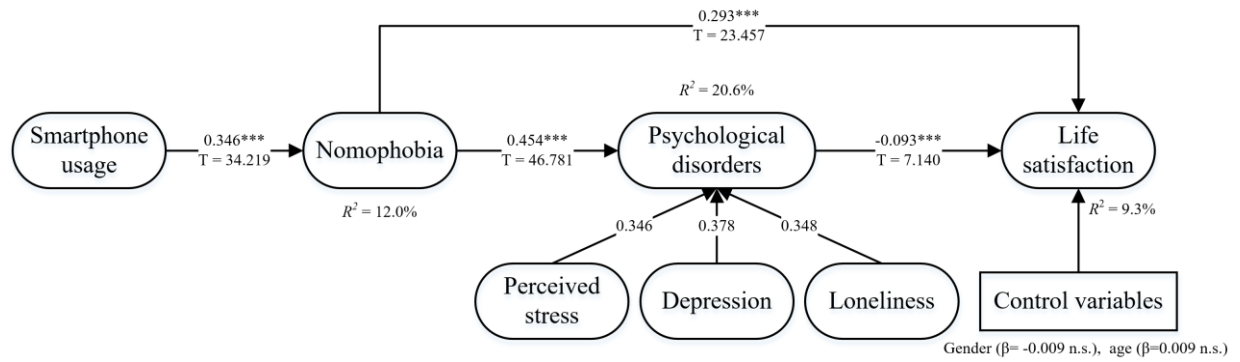 0.293***
T = 23.457
R² = 20.6%
Smartphone
usage
0.346***
T = 34.219
Nomophobia
R² = 12.0%
0.454***
T = 46.781
Psychological
disorders
-0.093***
T = 7.140
Life
satisfaction
R² = 9.3%
0.346
0.378
0.348
Perceived
stress
Depression
Loneliness
Control variables
Gender (β= -0.009 n.s.), age (β=0.009 n.s.)